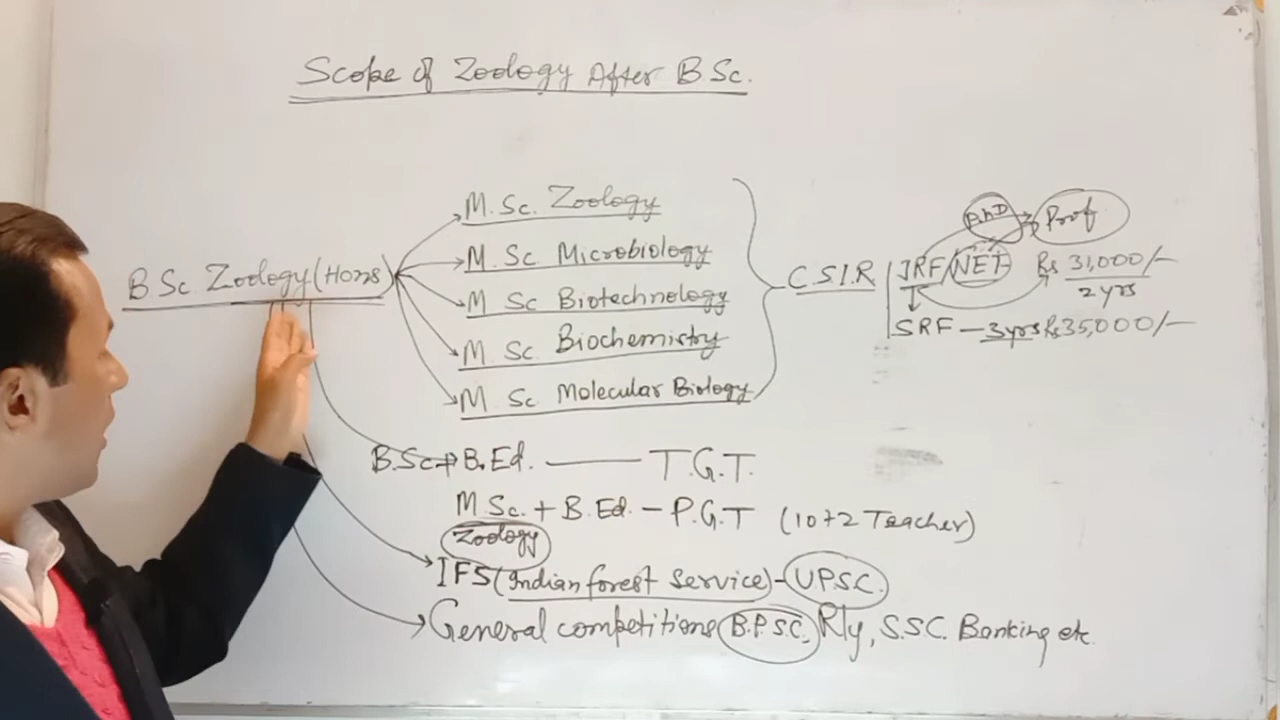 Scope of Zoology After B.Sc.
B.Sc Zoology (Hons)
M. Sc. Zoology
M. Sc Microbiology
M Sc Biotechnology
M Sc Biochemistry
M Sc Molecular Biology
C.S.I.R
PhD Prof
JRF/NET Rs 31,000/-
2 yrs
SRF - 3yrs Rs 35,000/-
B.Sc + B.Ed. — T.G.T.
M.Sc. + B.Ed. - P.G.T (10+2 Teacher)
Zoology
IFS (Indian forest service) - UPSC.
General competitions B.P.S.C. Rly, S.S.C. Banking etc.